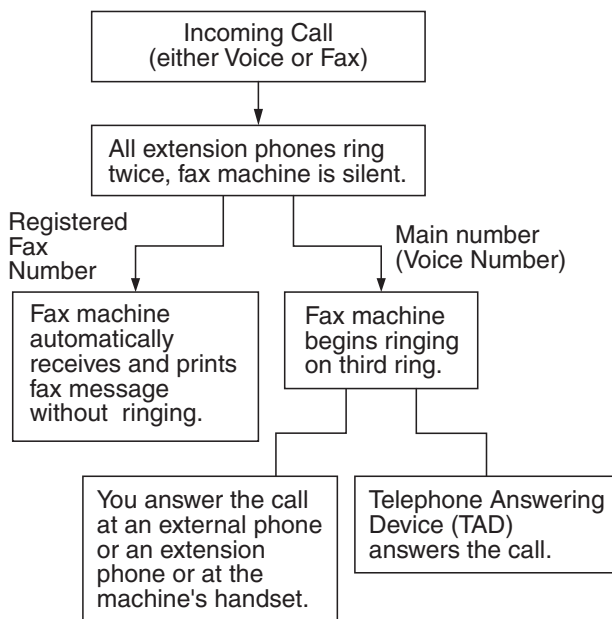 Incoming Call
(either Voice or Fax)
All extension phones ring
twice, fax machine is silent.
Registered
Fax
Number
Main number
(Voice Number)
Fax machine
automatically
receives and prints
fax message
without ringing.
Fax machine
begins ringing
on third ring.
You answer the call
at an external phone
or an extension
phone or at the
machine's handset.
Telephone Answering
Device (TAD)
answers the call.